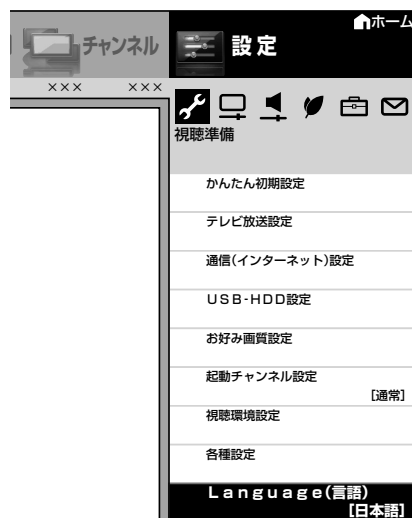 ホーム
チャンネル
設定
××× ×××
視聴準備
かんたん初期設定
テレビ放送設定
通信(インターネット)設定
USB-HDD設定
お好み画質設定
起動チャンネル設定
[通常]
視聴環境設定
各種設定
Language(言語)
[日本語]